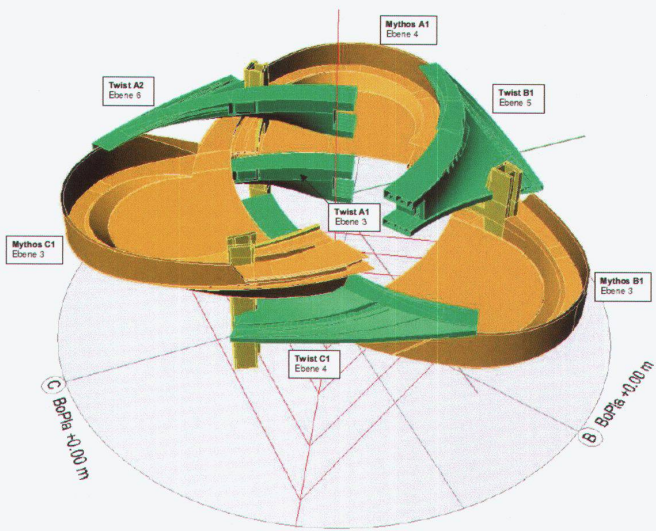 Mythos A1
Ebene 4
Twist A2
Ebene 6
Twist B1
Ebene 5
Twist A1
Ebene 3
Mythos C1
Ebene 3
Mythos B1
Ebene 3
Twist C1
Ebene 4
C BoPla +0.00 m
B BoPla +0.00 m